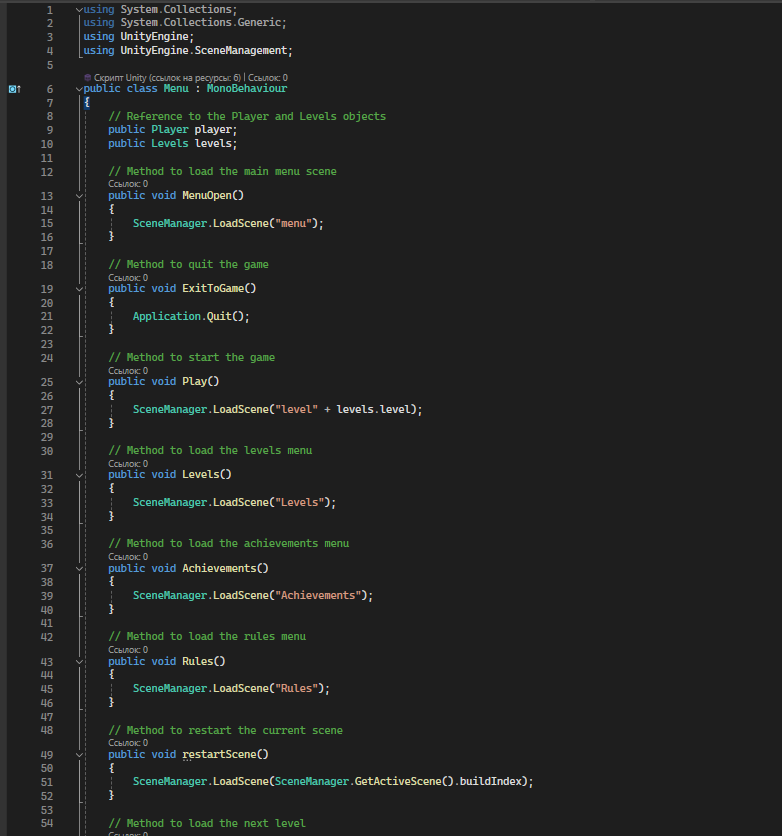 1 using System.Collections;
2 using System.Collections.Generic;
3 using UnityEngine;
4 using UnityEngine.SceneManagement;
5
Скрипт Unity (ссылок на ресурсы: 6) | Ссылок: 0
6 public class Menu : MonoBehaviour
7 {
8 // Reference to the Player and Levels objects
9 public Player player;
10 public Levels levels;
11
12 // Method to load the main menu scene
Ссылок: 0
13 public void MenuOpen()
14 {
15 SceneManager.LoadScene("menu");
16 }
17
18 // Method to quit the game
Ссылок: 0
19 public void ExitToGame()
20 {
21 Application.Quit();
22 }
23
24 // Method to start the game
Ссылок: 0
25 public void Play()
26 {
27 SceneManager.LoadScene("level" + levels.level);
28 }
29
30 // Method to load the levels menu
Ссылок: 0
31 public void Levels()
32 {
33 SceneManager.LoadScene("Levels");
34 }
35
36 // Method to load the achievements menu
Ссылок: 0
37 public void Achievements()
38 {
39 SceneManager.LoadScene("Achievements");
40 }
41
42 // Method to load the rules menu
Ссылок: 0
43 public void Rules()
44 {
45 SceneManager.LoadScene("Rules");
46 }
47
48 // Method to restart the current scene
Ссылок: 0
49 public void restartScene()
50 {
51 SceneManager.LoadScene(SceneManager.GetActiveScene().buildIndex);
52 }
53
54 // Method to load the next level
Ссылок: 0